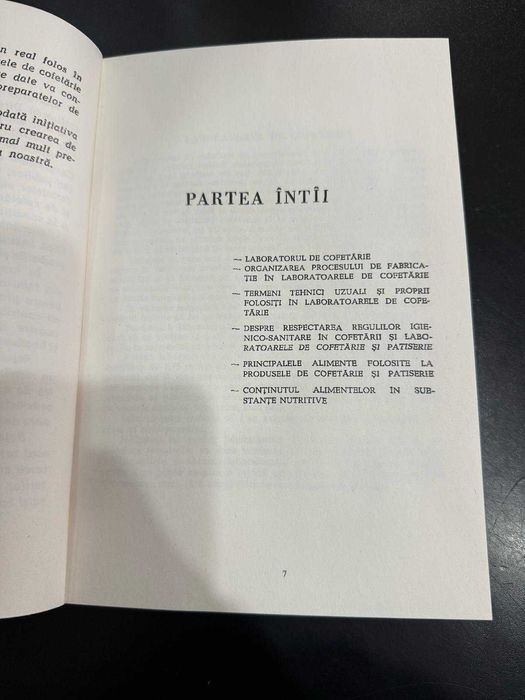 n real folos în
ele de cofetărie
e date va con-
preparatelor de
odată inițiativa
ru crearea de
mai mult pre-
a noastră.
PARTEA ÎNTÎI
— LABORATORUL DE COFETĂRIE
— ORGANIZAREA PROCESULUI DE FABRICA-
ȚIE ÎN LABORATOARELE DE COFETĂRIE
— TERMENI TEHNICI UZUALI ȘI PROPRII
FOLOSIȚI ÎN LABORATOARELE DE COFE-
TĂRIE
— DESPRE RESPECTAREA REGULILOR IGIE-
NICO-SANITARE ÎN COFETĂRII ȘI LABO-
RATOARELE DE COFETĂRIE ȘI PATISERIE
— PRINCIPALELE ALIMENTE FOLOSITE LA
PRODUSELE DE COFETĂRIE ȘI PATISERIE
— CONȚINUTUL ALIMENTELOR ÎN SUB-
STANȚE NUTRITIVE
7